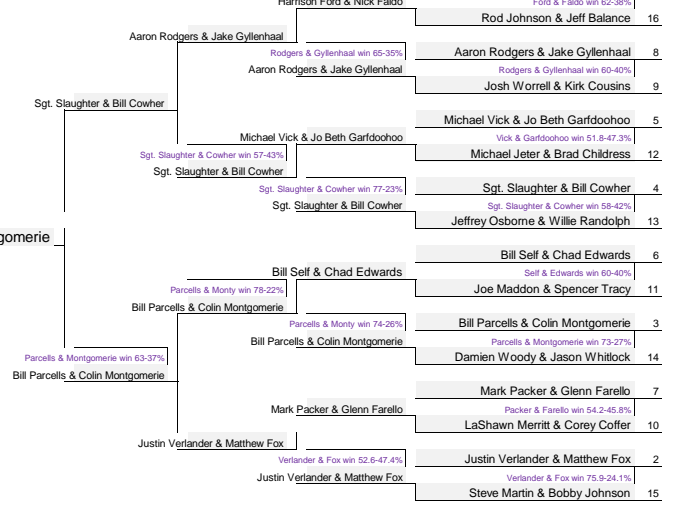 Harrison Ford & Nick Faldo
Ford & Faldo win 62-38%
Rod Johnson & Jeff Balance 16
Aaron Rodgers & Jake Gyllenhaal
Rodgers & Gyllenhaal win 65-35%
Aaron Rodgers & Jake Gyllenhaal 8
Aaron Rodgers & Jake Gyllenhaal
Rodgers & Gyllenhaal win 60-40%
Josh Worrell & Kirk Cousins 9
Sgt. Slaughter & Bill Cowher
Michael Vick & Jo Beth Garfdoohoo 5
Michael Vick & Jo Beth Garfdoohoo
Vick & Garfdoohoo win 51.8-47.3%
Sgt. Slaughter & Cowher win 57-43%
Michael Jeter & Brad Childress 12
Sgt. Slaughter & Bill Cowher
Sgt. Slaughter & Cowher win 77-23%
Sgt. Slaughter & Bill Cowher 4
Sgt. Slaughter & Bill Cowher
Sgt. Slaughter & Cowher win 58-42%
Jeffrey Osborne & Willie Randolph 13
gomerie
Bill Self & Chad Edwards 6
Bill Self & Chad Edwards
Self & Edwards win 60-40%
Parcells & Monty win 78-22%
Joe Maddon & Spencer Tracy 11
Bill Parcells & Colin Montgomerie
Parcells & Monty win 74-26%
Bill Parcells & Colin Montgomerie 3
Bill Parcells & Colin Montgomerie
Parcells & Montgomerie win 73-27%
Parcells & Montgomerie win 63-37%
Damien Woody & Jason Whitlock 14
Bill Parcells & Colin Montgomerie
Mark Packer & Glenn Farello 7
Mark Packer & Glenn Farello
Packer & Farello win 54.2-45.8%
LaShawn Merritt & Corey Coffer 10
Justin Verlander & Matthew Fox
Verlander & Fox win 52.6-47.4%
Justin Verlander & Matthew Fox 2
Justin Verlander & Matthew Fox
Verlander & Fox win 75.9-24.1%
Steve Martin & Bobby Johnson 15